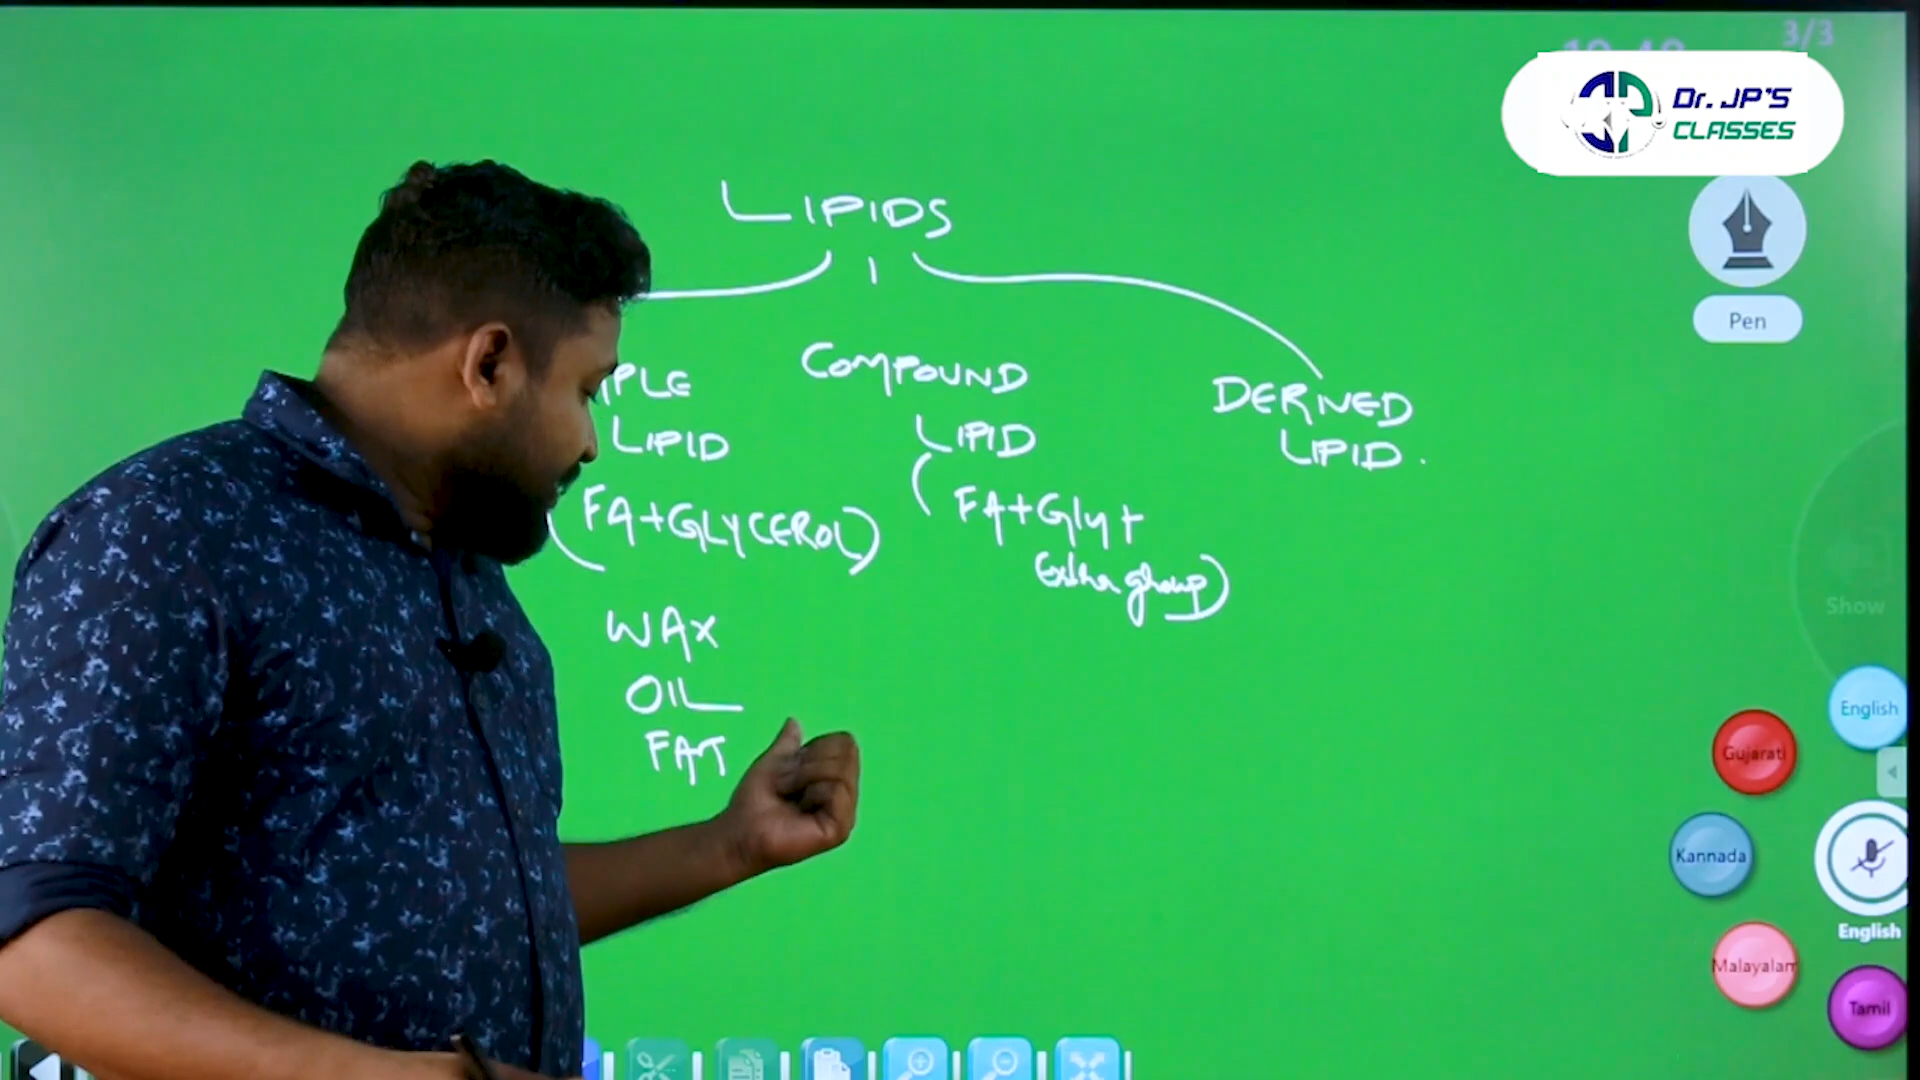 3/3
Dr. JP'S
CLASSES
Pen
LIPIDS
COMPOUND
LIPID
DERIVED
LIPID.
LIPID
(FA+GLYCEROL)
(FA+Gly+
Extra group)
WAX
OIL
FAT
Show
English
Gujarati
Kannada
English
Malayalam
Tamil